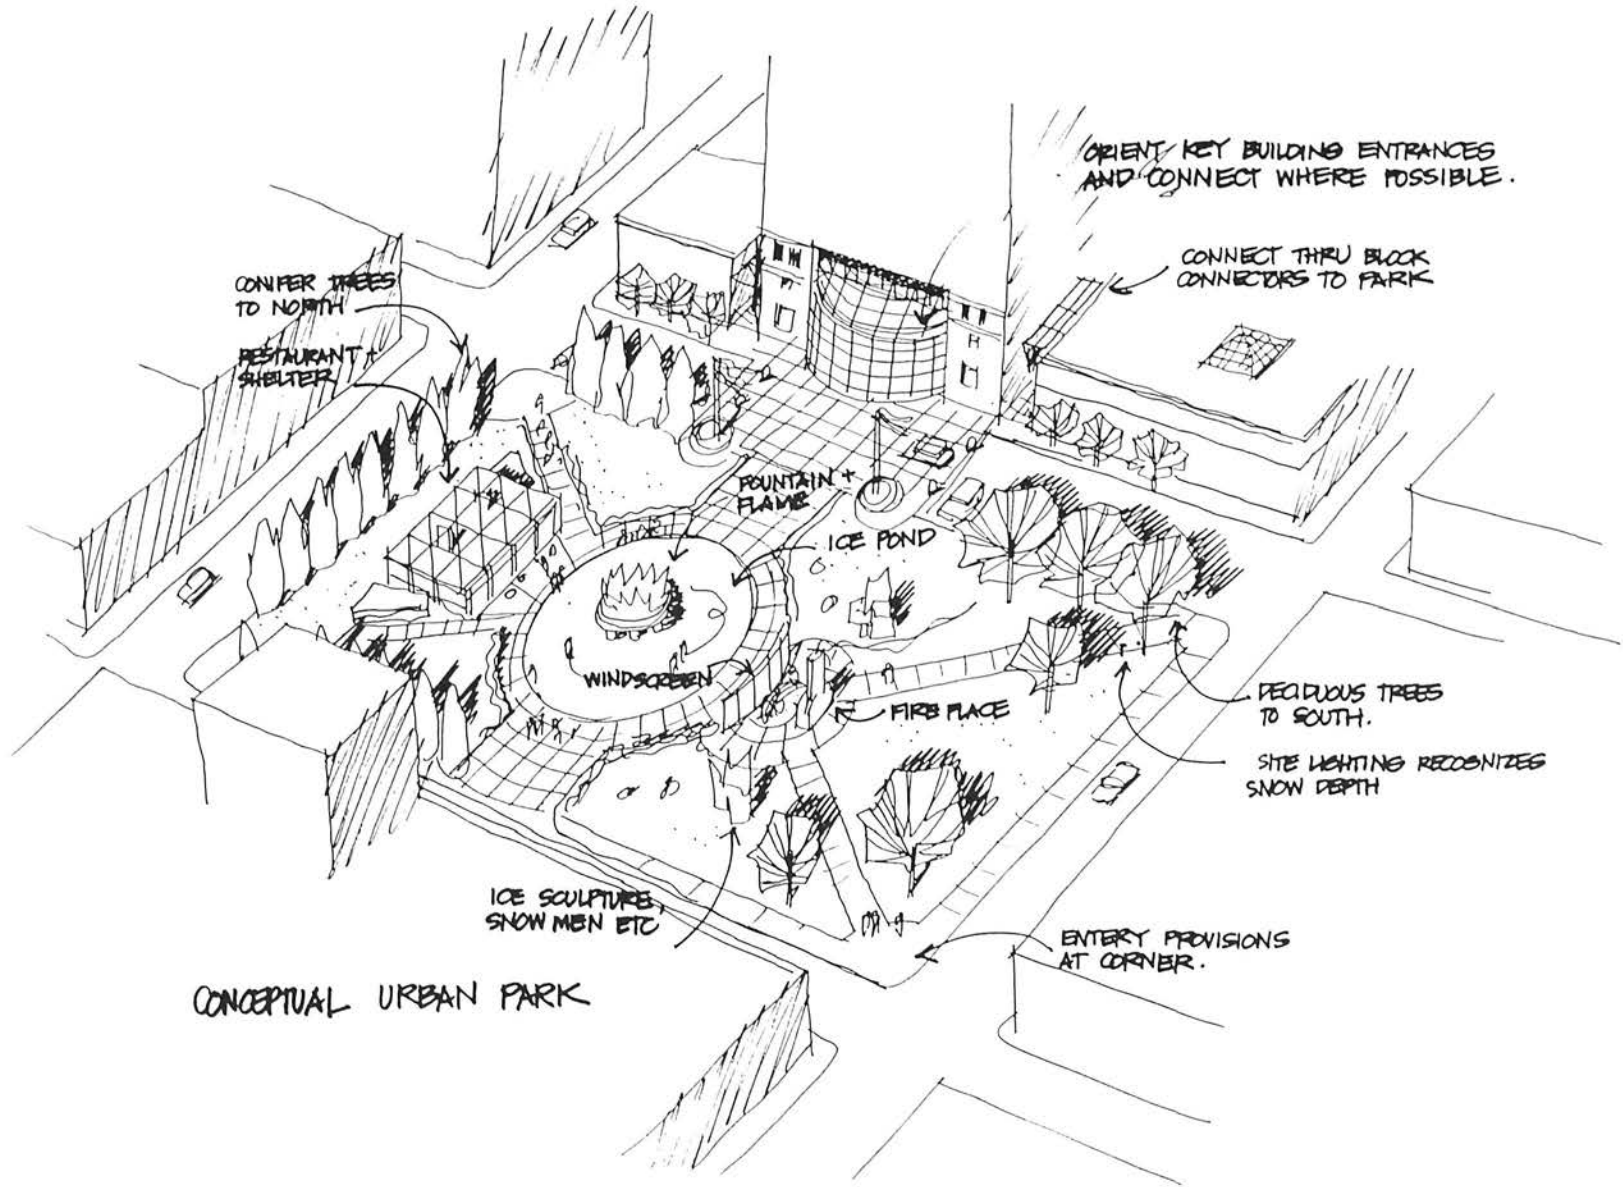 ORIENT KEY BUILDING ENTRANCES
AND CONNECT WHERE POSSIBLE.
CONNECT THRU BLOCK
CONNECTORS TO PARK
CONIFER TREES
TO NORTH
RESTAURANT +
SHELTER
FOUNTAIN +
FLAME
ICE POND
WINDSCREEN
FIRE PLACE
DECIDUOUS TREES
TO SOUTH.
SITE LIGHTING RECOGNIZES
SNOW DEPTH
ICE SCULPTURE,
SNOW MEN ETC
ENTERY PROVISIONS
AT CORNER.
CONCEPTUAL URBAN PARK